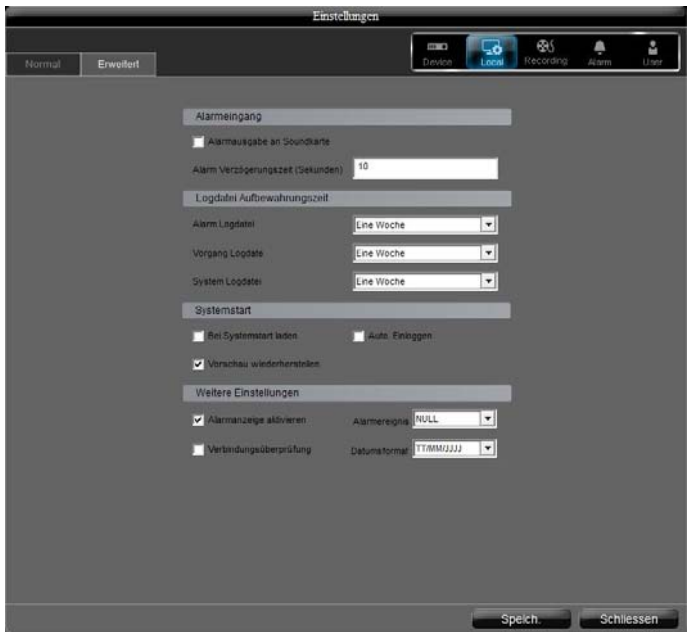 Einstellungen
Normal Erweitert Device Local Recording Alarm User
Alarmeingang
Alarmausgabe an Soundkarte
Alarm Verzögerungszeit (Sekunden) 10
Logdatei Aufbewahrungszeit
Alarm Logdatei Eine Woche
Vorgang Logdate Eine Woche
System Logdatei Eine Woche
Systemstart
Bei Systemstart laden Auto. Einloggen
Vorschau wiederherstellen
Weitere Einstellungen
Alarmanzeige aktivieren Alarmereignis NULL
Verbindungsüberprüfung Datumsformat TT/MM/JJJJ
Speich. Schliessen